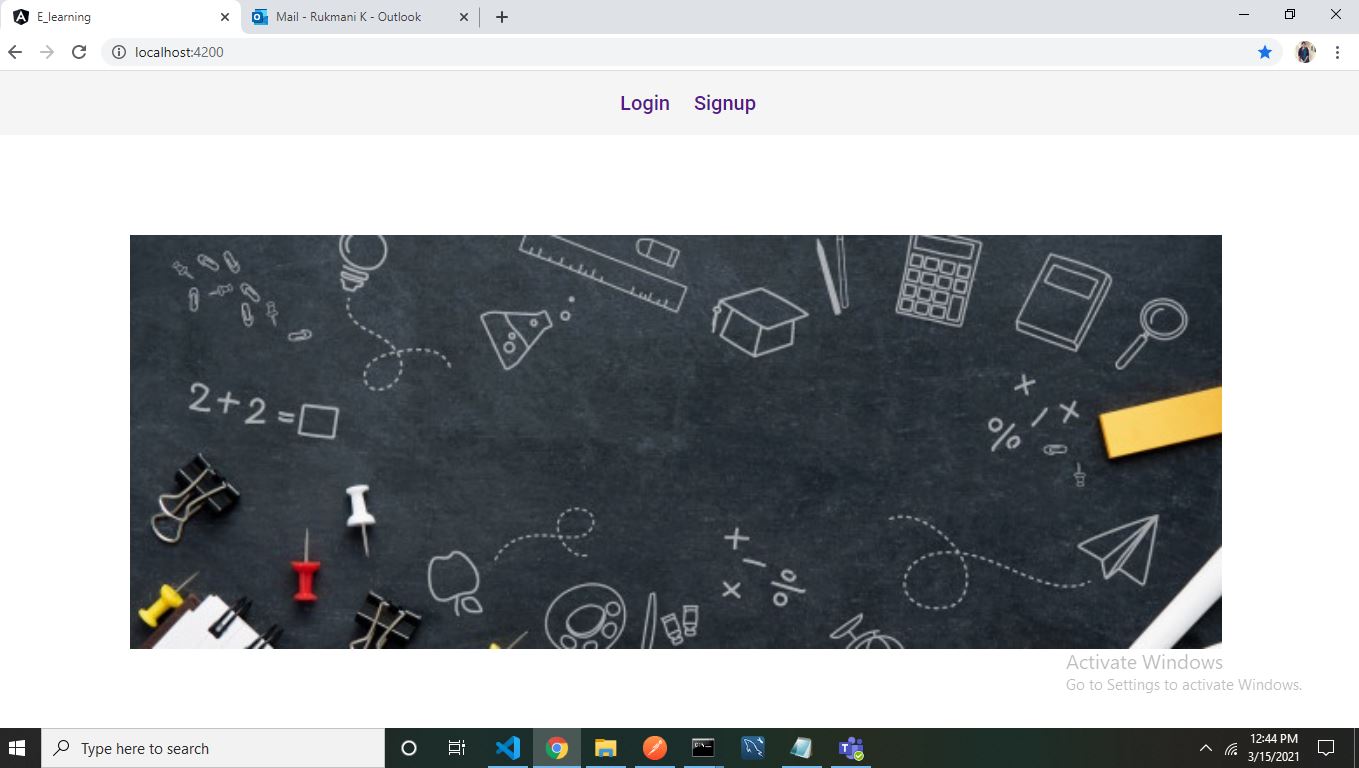 E_learning
Mail - Rukmani K - Outlook
localhost:4200
Login Signup
2+2=
Activate Windows
Go to Settings to activate Windows.
Type here to search
12:44 PM
3/15/2021